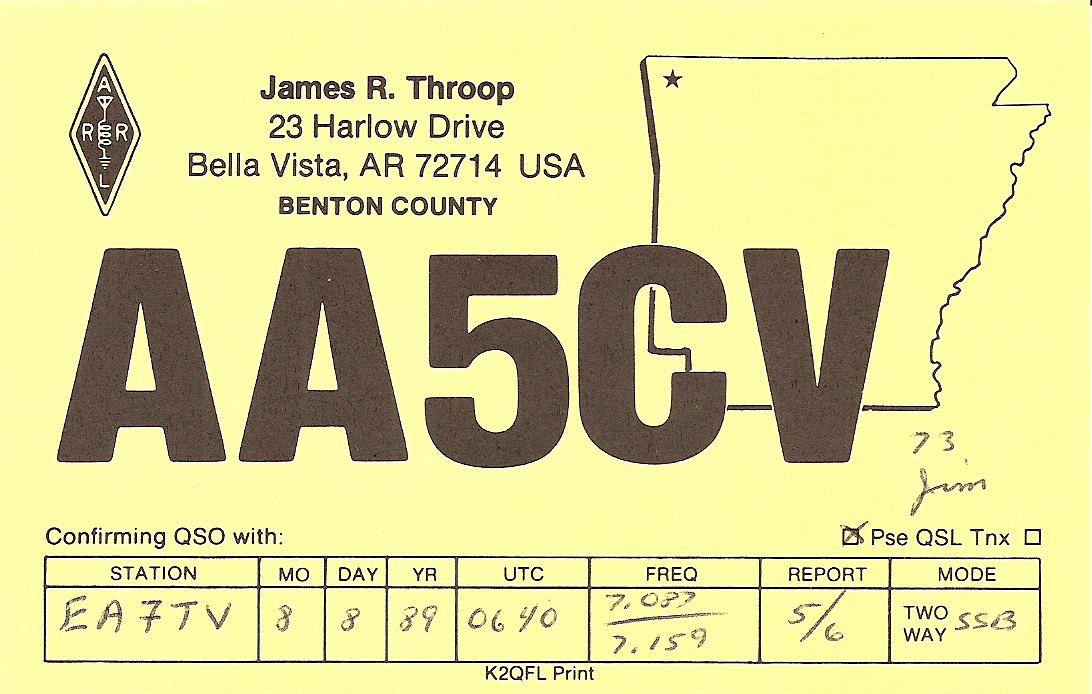 A
R R
L
James R. Throop
23 Harlow Drive
Bella Vista, AR 72714 USA
BENTON COUNTY
AA5CV
73
Jim
Confirming QSO with:
Pse QSL Tnx
STATION MO DAY YR UTC FREQ REPORT MODE
EA7TV 8 8 89 0640 7.087 5/6 TWO WAY SSB
7.159
K2QFL Print